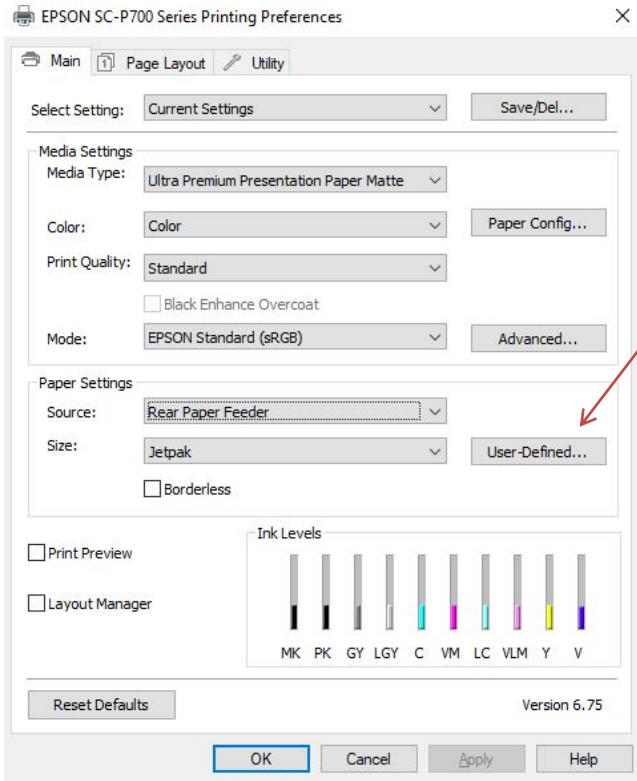 EPSON SC-P700 Series Printing Preferences
Main
1
Page Layout
Utility
Select Setting: Current Settings Save/Del...
Media Settings
Media Type: Ultra Premium Presentation Paper Matte
Color: Color Paper Config...
Print Quality: Standard
Black Enhance Overcoat
Mode: EPSON Standard (sRGB) Advanced...
Paper Settings
Source: Rear Paper Feeder
Size: Jetpak User-Defined...
Borderless
Print Preview
Layout Manager
Ink Levels
MK PK GY LGY C VM LC VLM Y V
Reset Defaults Version 6.75
OK Cancel Apply Help